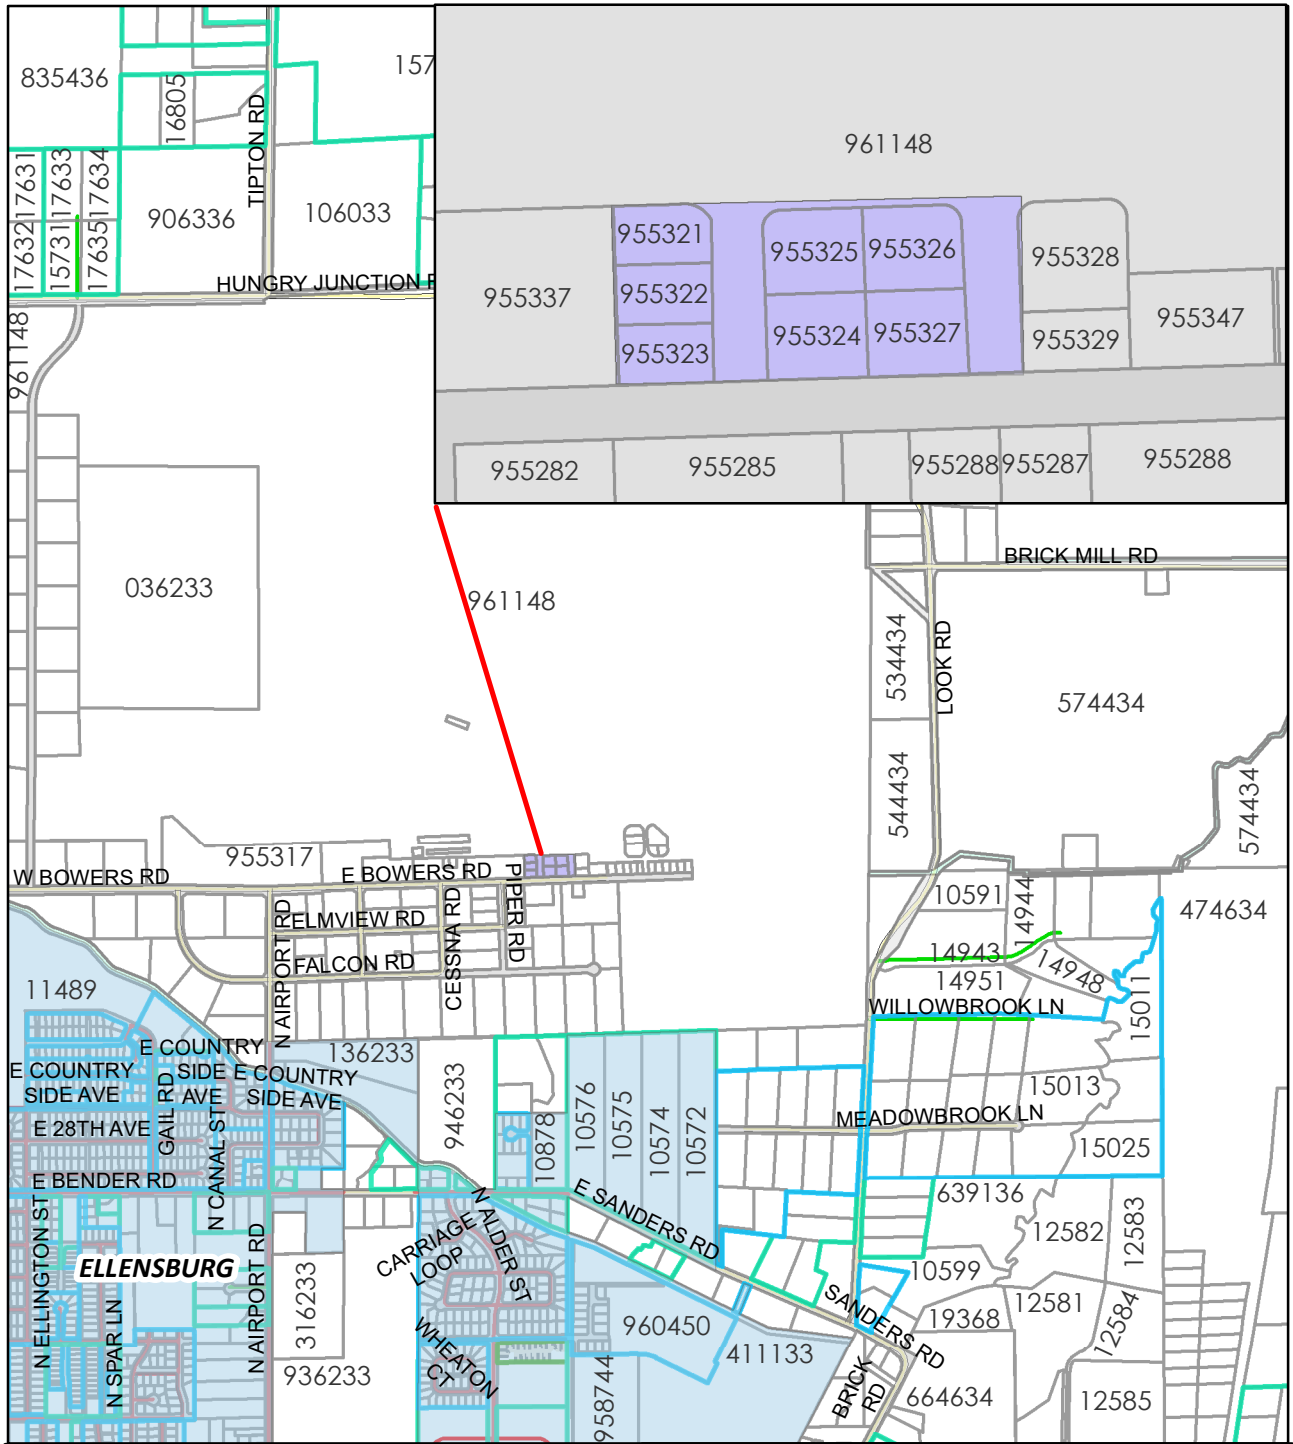 835436
16805
TIPTON RD
157
17631
17633
17634
17632
15731
17635
906336
106033
HUNGRY JUNCTION R
961148
961148
955321
955322
955323
955325
955326
955324
955327
955328
955329
955337
955347
955282
955285
955288
955287
955288
036233
961148
BRICK MILL RD
534434
LOOK RD
574434
544434
574434
955317
W BOWERS RD
E BOWERS RD
PIPER RD
ELMVIEW RD
N AIRPORT RD
CESSNA RD
FALCON RD
10591
14944
474634
14943
14948
14951
15011
WILLOWBROOK LN
11489
E COUNTRY
SIDE AVE
E COUNTRY
SIDE
AVE
E COUNTRY
SIDE AVE
136233
946233
10878
10576
10575
10574
10572
15013
MEADOWBROOK LN
15025
E 28TH AVE
GAIL RD
N CANAL ST
E BENDER RD
N ELLINGTON ST
ELLENSBURG
N SPAR LN
N AIRPORT RD
316233
936233
CARRIAGE
LOOP
N ALDER ST
WHEATON
CT
E SANDERS RD
639136
12582
12583
10599
12581
12584
19368
SANDERS RD
960450
411133
958744
BRICK
RD
664634
12585